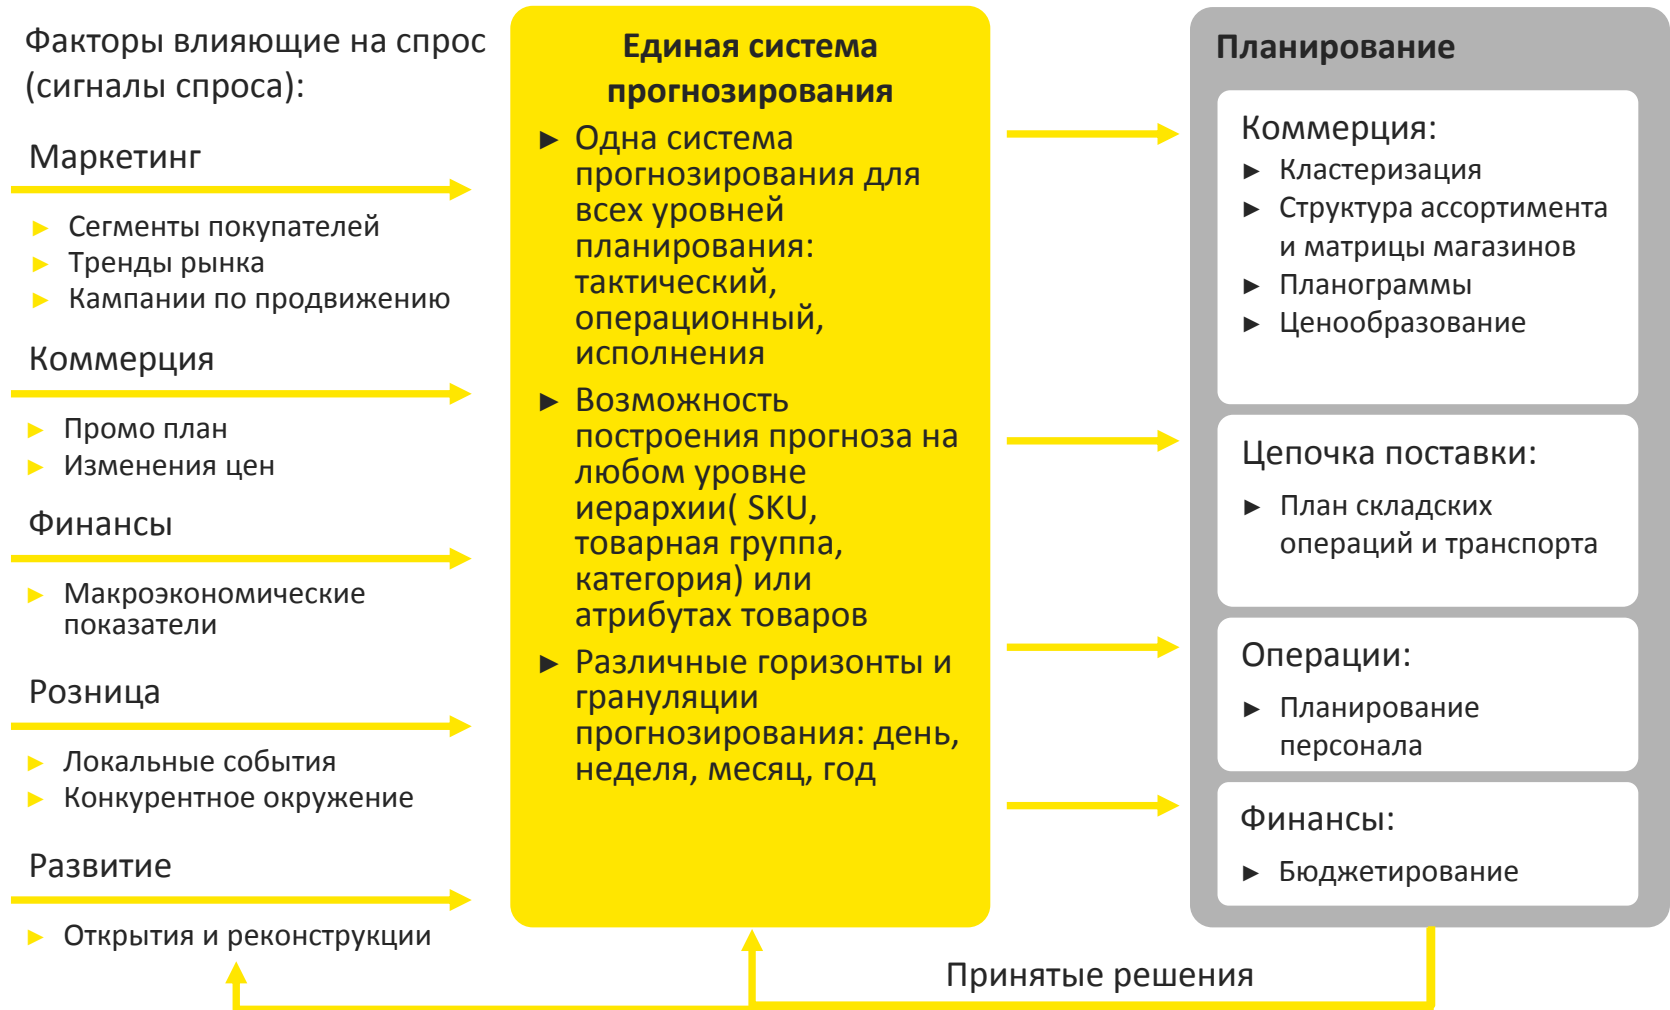 Факторы влияющие на спрос
(сигналы спроса):
Маркетинг
► Сегменты покупателей
► Тренды рынка
► Кампании по продвижению
Коммерция
► Промо план
► Изменения цен
Финансы
► Макроэкономические
показатели
Розница
► Локальные события
► Конкурентное окружение
Развитие
► Открытия и реконструкции
Единая система
прогнозирования
► Одна система
прогнозирования для
всех уровней
планирования:
тактический,
операционный,
исполнения
► Возможность
построения прогноза на
любом уровне
иерархии( SKU,
товарная группа,
категория) или
атрибутах товаров
► Различные горизонты и
грануляции
прогнозирования: день,
неделя, месяц, год
Планирование
Коммерция:
► Кластеризация
► Структура ассортимента
и матрицы магазинов
► Планограммы
► Ценообразование
Цепочка поставки:
► План складских
операций и транспорта
Операции:
► Планирование
персонала
Финансы:
► Бюджетирование
Принятые решения